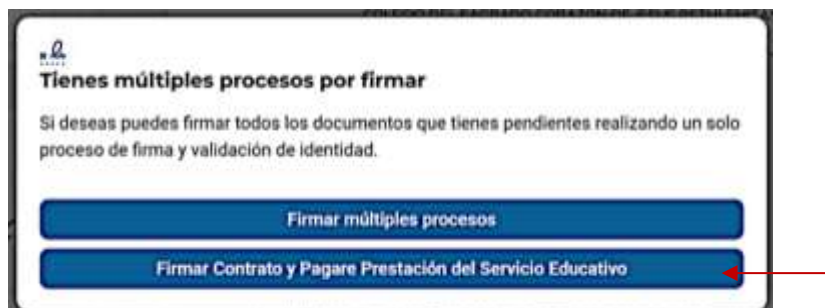 Tienes múltiples procesos por firmar
Si deseas puedes firmar todos los documentos que tienes pendientes realizando un solo
proceso de firma y validación de identidad.
Firmar múltiples procesos
Firmar Contrato y Pagare Prestación del Servicio Educativo